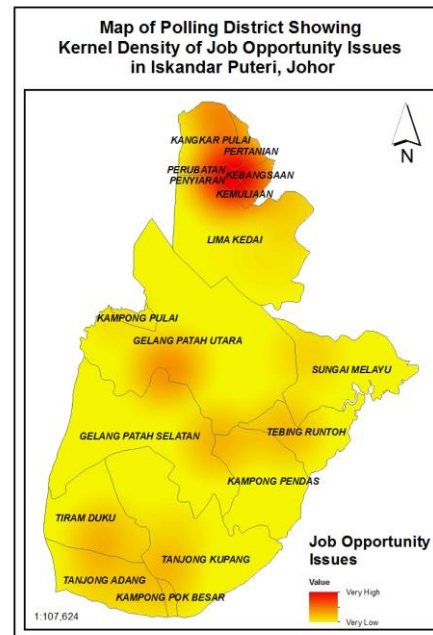 Map of Polling District Showing
Kernel Density of Job Opportunity Issues
in Iskandar Puteri, Johor
N
KANGKAR PULAI
PERTANIAN
PERUBATAN
KEBANGSAAN
PENYIARAN
KEMULIAAN
LIMA KEDAI
KAMPONG PULAI
GELANG PATAH UTARA
SUNGAI MELAYU
TEBING RUNTOH
GELANG PATAH SELATAN
KAMPONG PENDAS
TIRAM DUKU
TANJONG KUPANG
TANJONG ADANG
KAMPONG POK BESAR
Job Opportunity
Issues
Value
Very High
Very Low
1:107,624